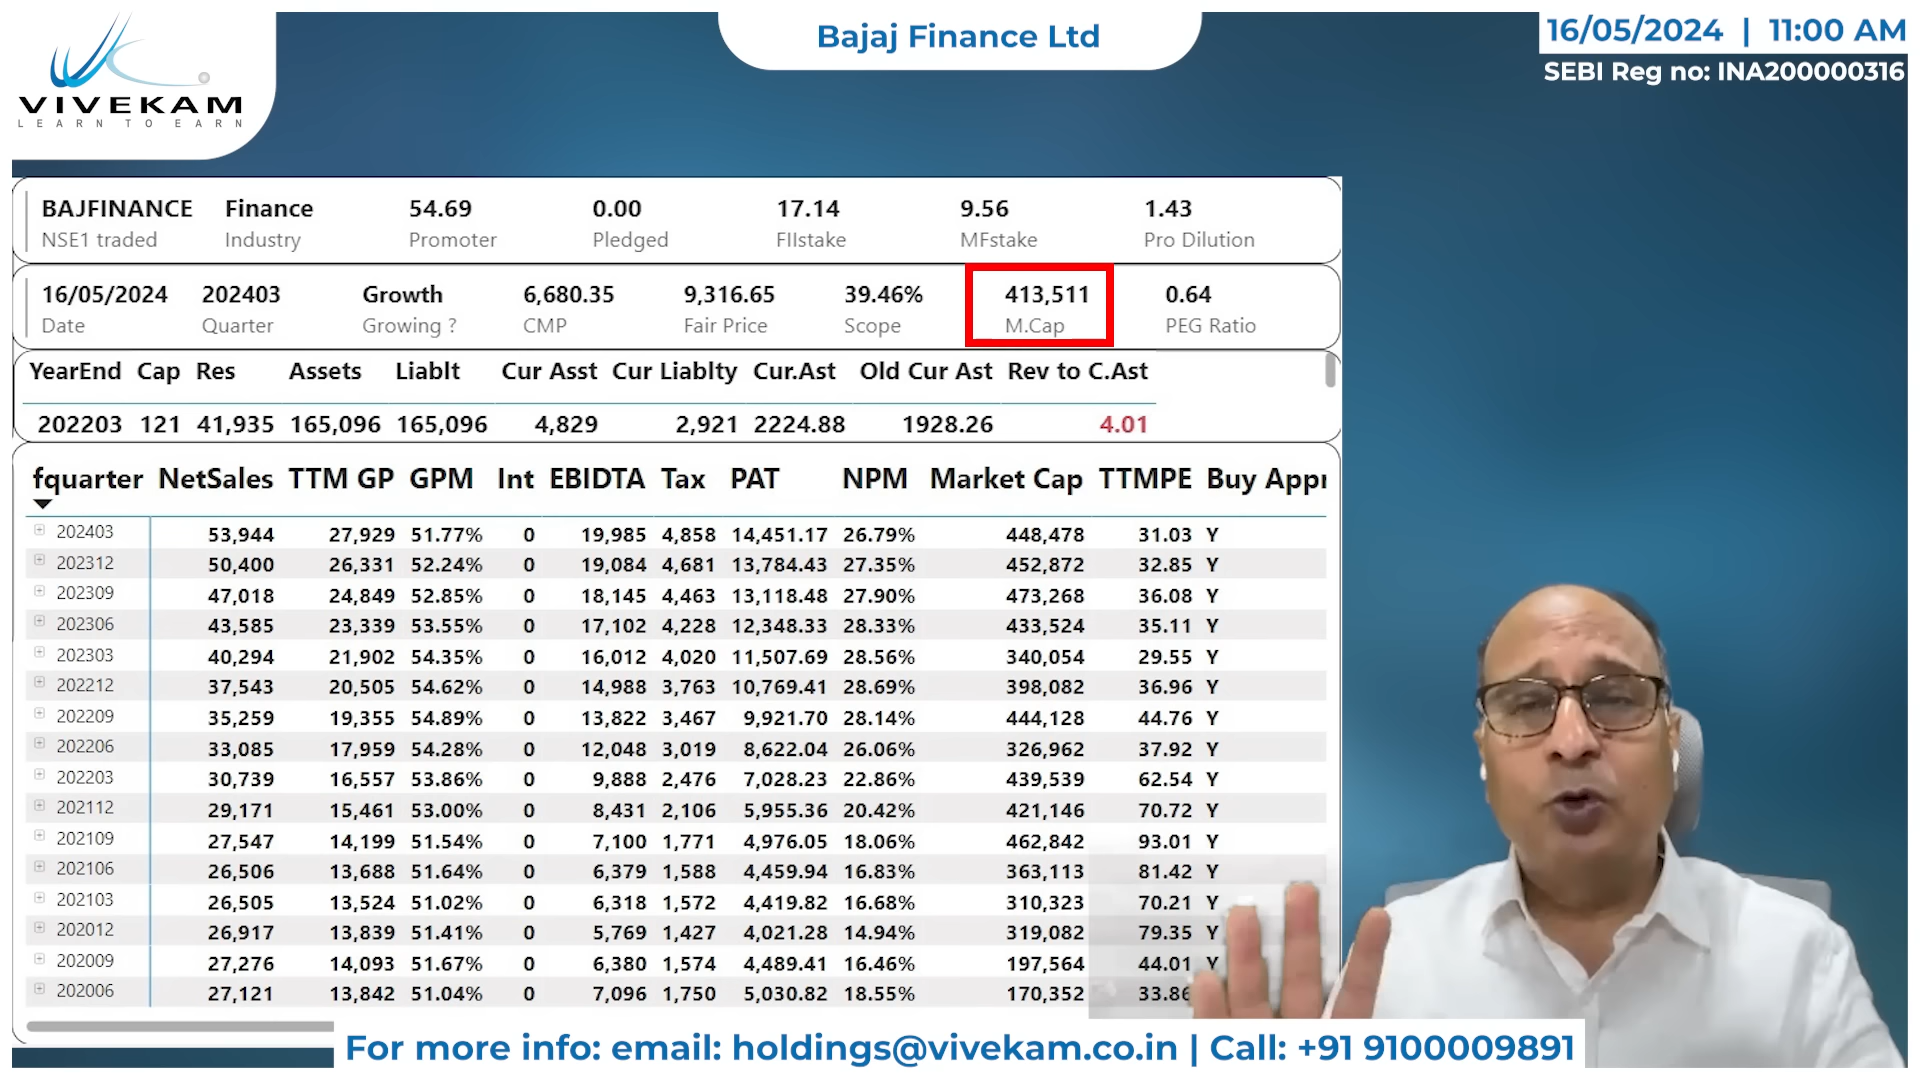 VIVEKAM
LEARN TO EARN
Bajaj Finance Ltd
16/05/2024 | 11:00 AM
SEBI Reg no: INA200000316
BAJFINANCE Finance 54.69 0.00 17.14 9.56 1.43
NSE1 traded Industry Promoter Pledged FIIstake MFstake Pro Dilution
16/05/2024 202403 Growth 6,680.35 9,316.65 39.46% 413,511 0.64
Date Quarter Growing ? CMP Fair Price Scope M.Cap PEG Ratio
YearEnd Cap Res Assets Liablt Cur Asst Cur Liablty Cur.Ast Old Cur Ast Rev to C.Ast
202203 121 41,935 165,096 165,096 4,829 2,921 2224.88 1928.26 4.01
fquarter NetSales TTM GP GPM Int EBIDTA Tax PAT NPM Market Cap TTMPE Buy Appr
202403 53,944 27,929 51.77% 0 19,985 4,858 14,451.17 26.79% 448,478 31.03 Y
202312 50,400 26,331 52.24% 0 19,084 4,681 13,784.43 27.35% 452,872 32.85 Y
202309 47,018 24,849 52.85% 0 18,145 4,463 13,118.48 27.90% 473,268 36.08 Y
202306 43,585 23,339 53.55% 0 17,102 4,228 12,348.33 28.33% 433,524 35.11 Y
202303 40,294 21,902 54.35% 0 16,012 4,020 11,507.69 28.56% 340,054 29.55 Y
202212 37,543 20,505 54.62% 0 14,988 3,763 10,769.41 28.69% 398,082 36.96 Y
202209 35,259 19,355 54.89% 0 13,822 3,467 9,921.70 28.14% 444,128 44.76 Y
202206 33,085 17,959 54.28% 0 12,048 3,019 8,622.04 26.06% 326,962 37.92 Y
202203 30,739 16,557 53.86% 0 9,888 2,476 7,028.23 22.86% 439,539 62.54 Y
202112 29,171 15,461 53.00% 0 8,431 2,106 5,955.36 20.42% 421,146 70.72 Y
202109 27,547 14,199 51.54% 0 7,100 1,771 4,976.05 18.06% 462,842 93.01 Y
202106 26,506 13,688 51.64% 0 6,379 1,588 4,459.94 16.83% 363,113 81.42 Y
202103 26,505 13,524 51.02% 0 6,318 1,572 4,419.82 16.68% 310,323 70.21 Y
202012 26,917 13,839 51.41% 0 5,769 1,427 4,021.28 14.94% 319,082 79.35 Y
202009 27,276 14,093 51.67% 0 6,380 1,574 4,489.41 16.46% 197,564 44.01 Y
202006 27,121 13,842 51.04% 0 7,096 1,750 5,030.82 18.55% 170,352 33.86
For more info: email: holdings@vivekam.co.in | Call: +91 9100009891